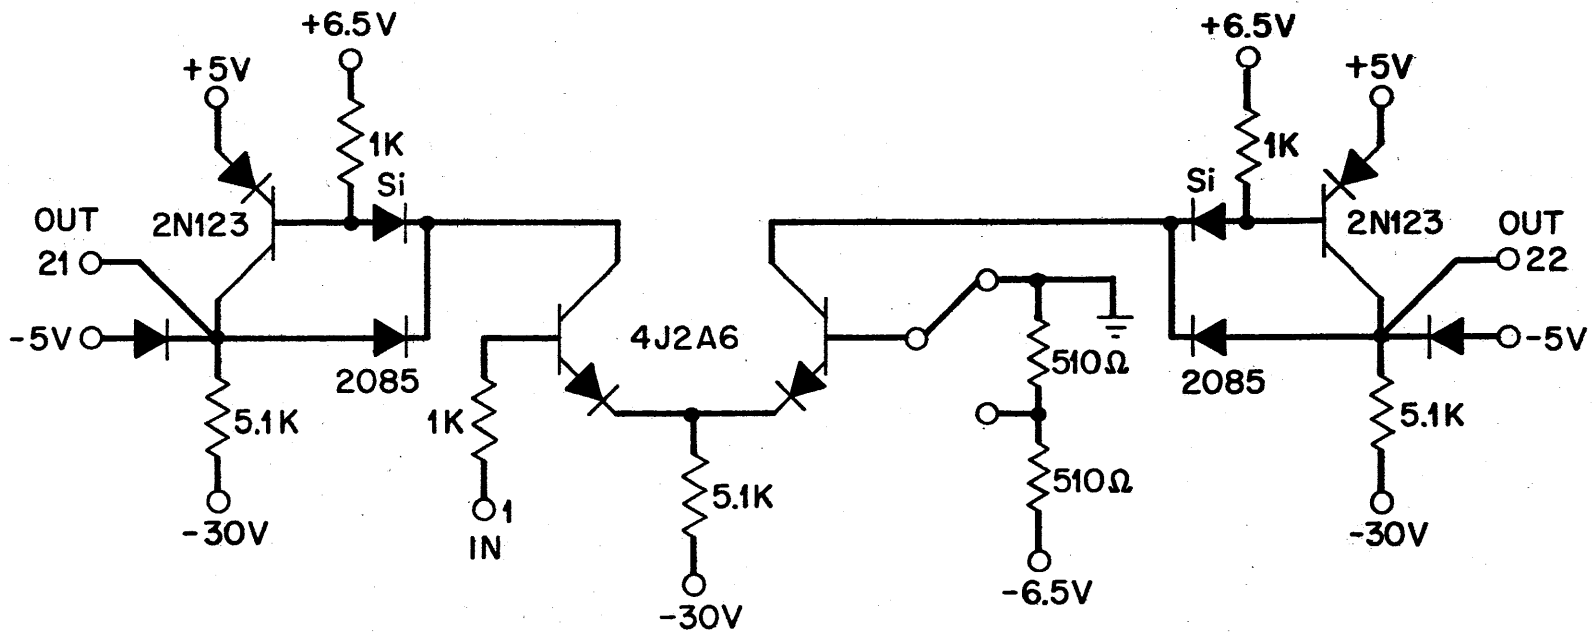 +6.5V
+5V
1K
Si
2N123
OUT
21
-5V
2085
5.1K
-30V
1K
1
IN
4J2A6
5.1K
-30V
+6.5V
+5V
1K
Si
2N123
OUT
22
-5V
2085
5.1K
-30V
510Ω
510Ω
-6.5V